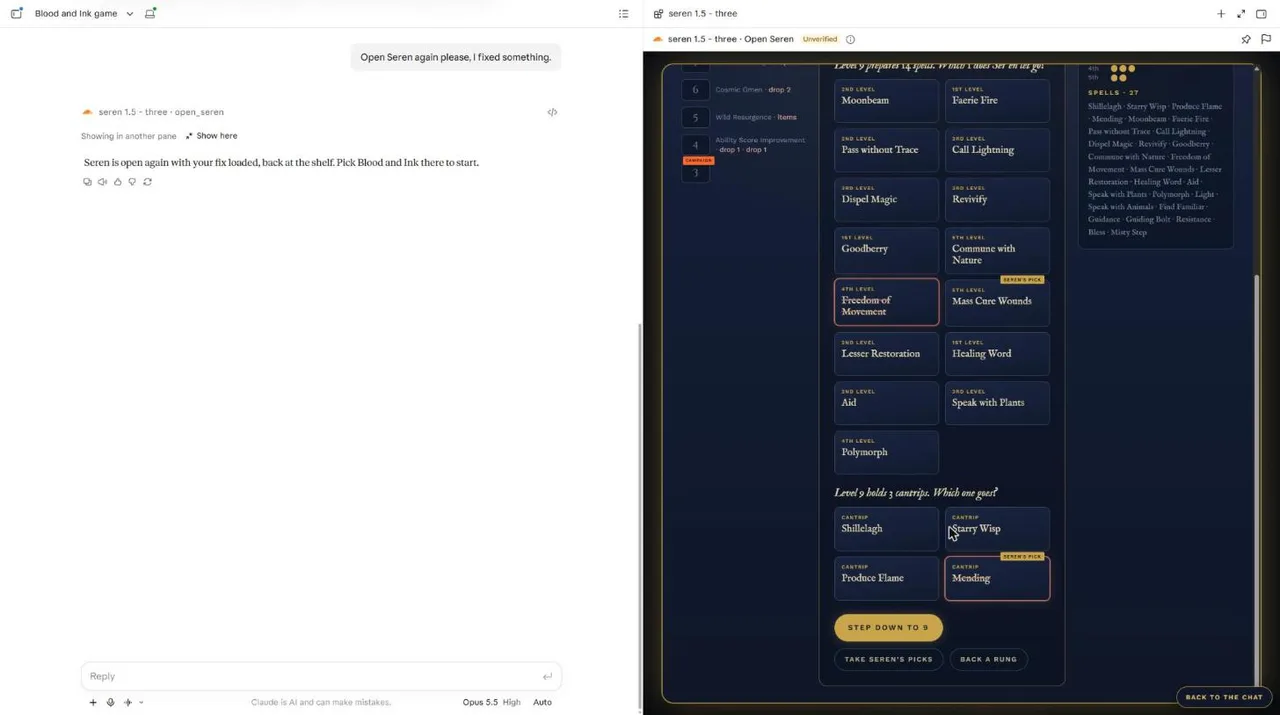 Blood and Ink game
Open Seren again please, I fixed something.
seren 1.5 - three · open_seren
Showing in another pane
Show here
Seren is open again with your fix loaded, back at the shelf. Pick Blood and Ink there to start.
Reply
Claude is AI and can make mistakes.
Opus 5.5 High
Auto
seren 1.5 - three
seren 1.5 - three · Open Seren
Unverified
6
Cosmic Omen · drop 2
5
Wild Resurgence · items
4
Ability Score Improvement
· drop 1 · drop 1
CAMPAIGN
3
Level 9 prepares 14 spells. Which 1 does Seren let go?
2ND LEVEL
Moonbeam
1ST LEVEL
Faerie Fire
2ND LEVEL
Pass without Trace
3RD LEVEL
Call Lightning
3RD LEVEL
Dispel Magic
3RD LEVEL
Revivify
1ST LEVEL
Goodberry
5TH LEVEL
Commune with
Nature
4TH LEVEL
Freedom of
Movement
SEREN'S PICK
5TH LEVEL
Mass Cure Wounds
2ND LEVEL
Lesser Restoration
1ST LEVEL
Healing Word
2ND LEVEL
Aid
3RD LEVEL
Speak with Plants
4TH LEVEL
Polymorph
Level 9 holds 3 cantrips. Which one goes?
CANTRIP
Shillelagh
CANTRIP
Starry Wisp
CANTRIP
Produce Flame
SEREN'S PICK
CANTRIP
Mending
STEP DOWN TO 9
TAKE SEREN'S PICKS
BACK A RUNG
4th
5th
SPELLS · 27
Shillelagh · Starry Wisp · Produce Flame
· Mending · Moonbeam · Faerie Fire ·
Pass without Trace · Call Lightning ·
Dispel Magic · Revivify · Goodberry ·
Commune with Nature · Freedom of
Movement · Mass Cure Wounds · Lesser
Restoration · Healing Word · Aid ·
Speak with Plants · Polymorph · Light ·
Speak with Animals · Find Familiar ·
Guidance · Guiding Bolt · Resistance ·
Bless · Misty Step
BACK TO THE CHAT